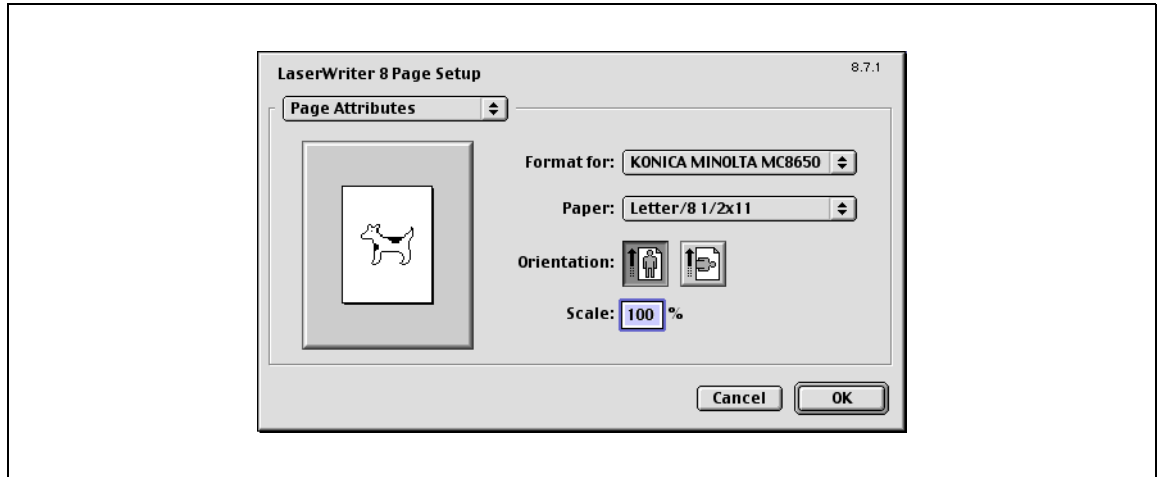 LaserWriter 8 Page Setup 8.7.1
Page Attributes
Format for: KONICA MINOLTA MC8650
Paper: Letter/8 1/2x11
Orientation:
Scale: 100 %
Cancel OK